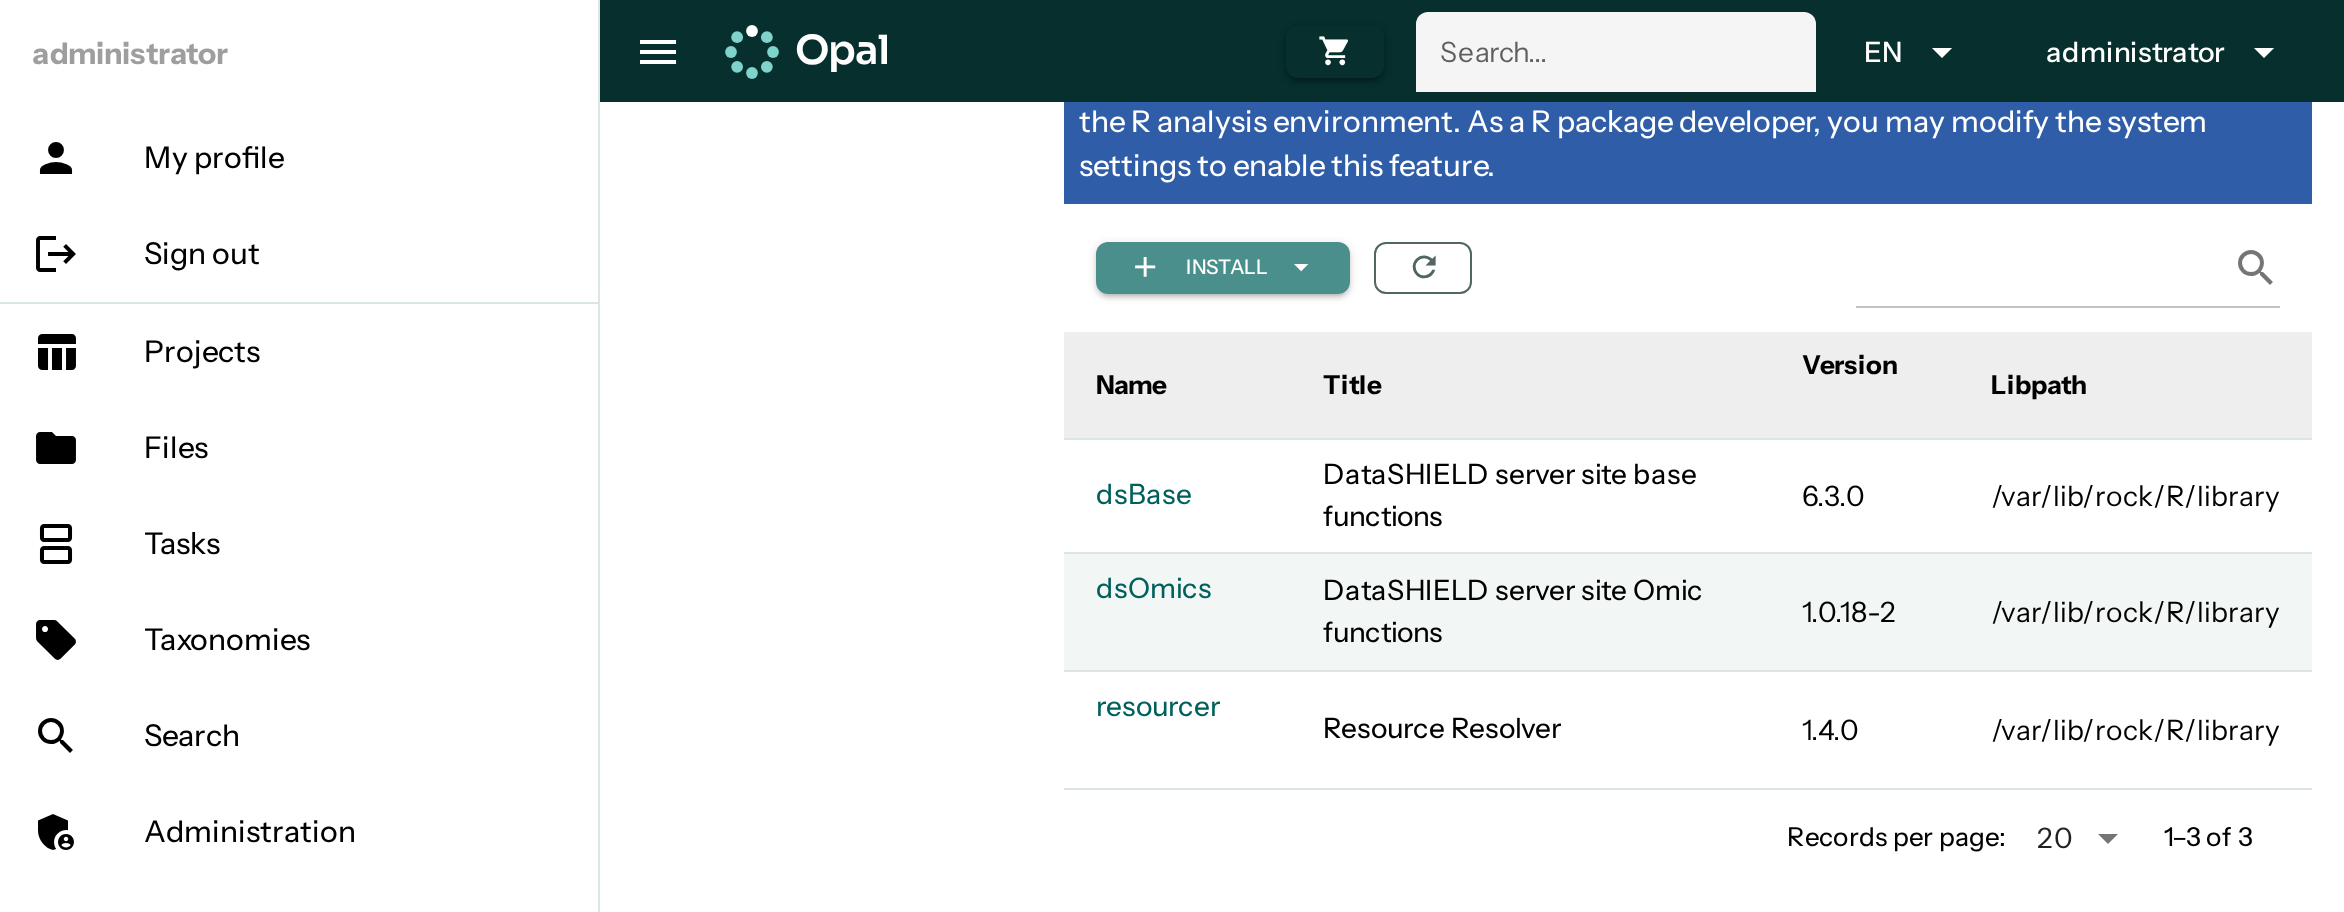 administrator
My profile
Sign out
Projects
Files
Tasks
Taxonomies
Search
Administration
Opal
Search...
EN
administrator
the R analysis environment. As a R package developer, you may modify the system
settings to enable this feature.
INSTALL
Name Title Version Libpath
dsBase DataSHIELD server site base functions 6.3.0 /var/lib/rock/R/library
dsOmics DataSHIELD server site Omic functions 1.0.18-2 /var/lib/rock/R/library
resourcer Resource Resolver 1.4.0 /var/lib/rock/R/library
Records per page: 20 1–3 of 3